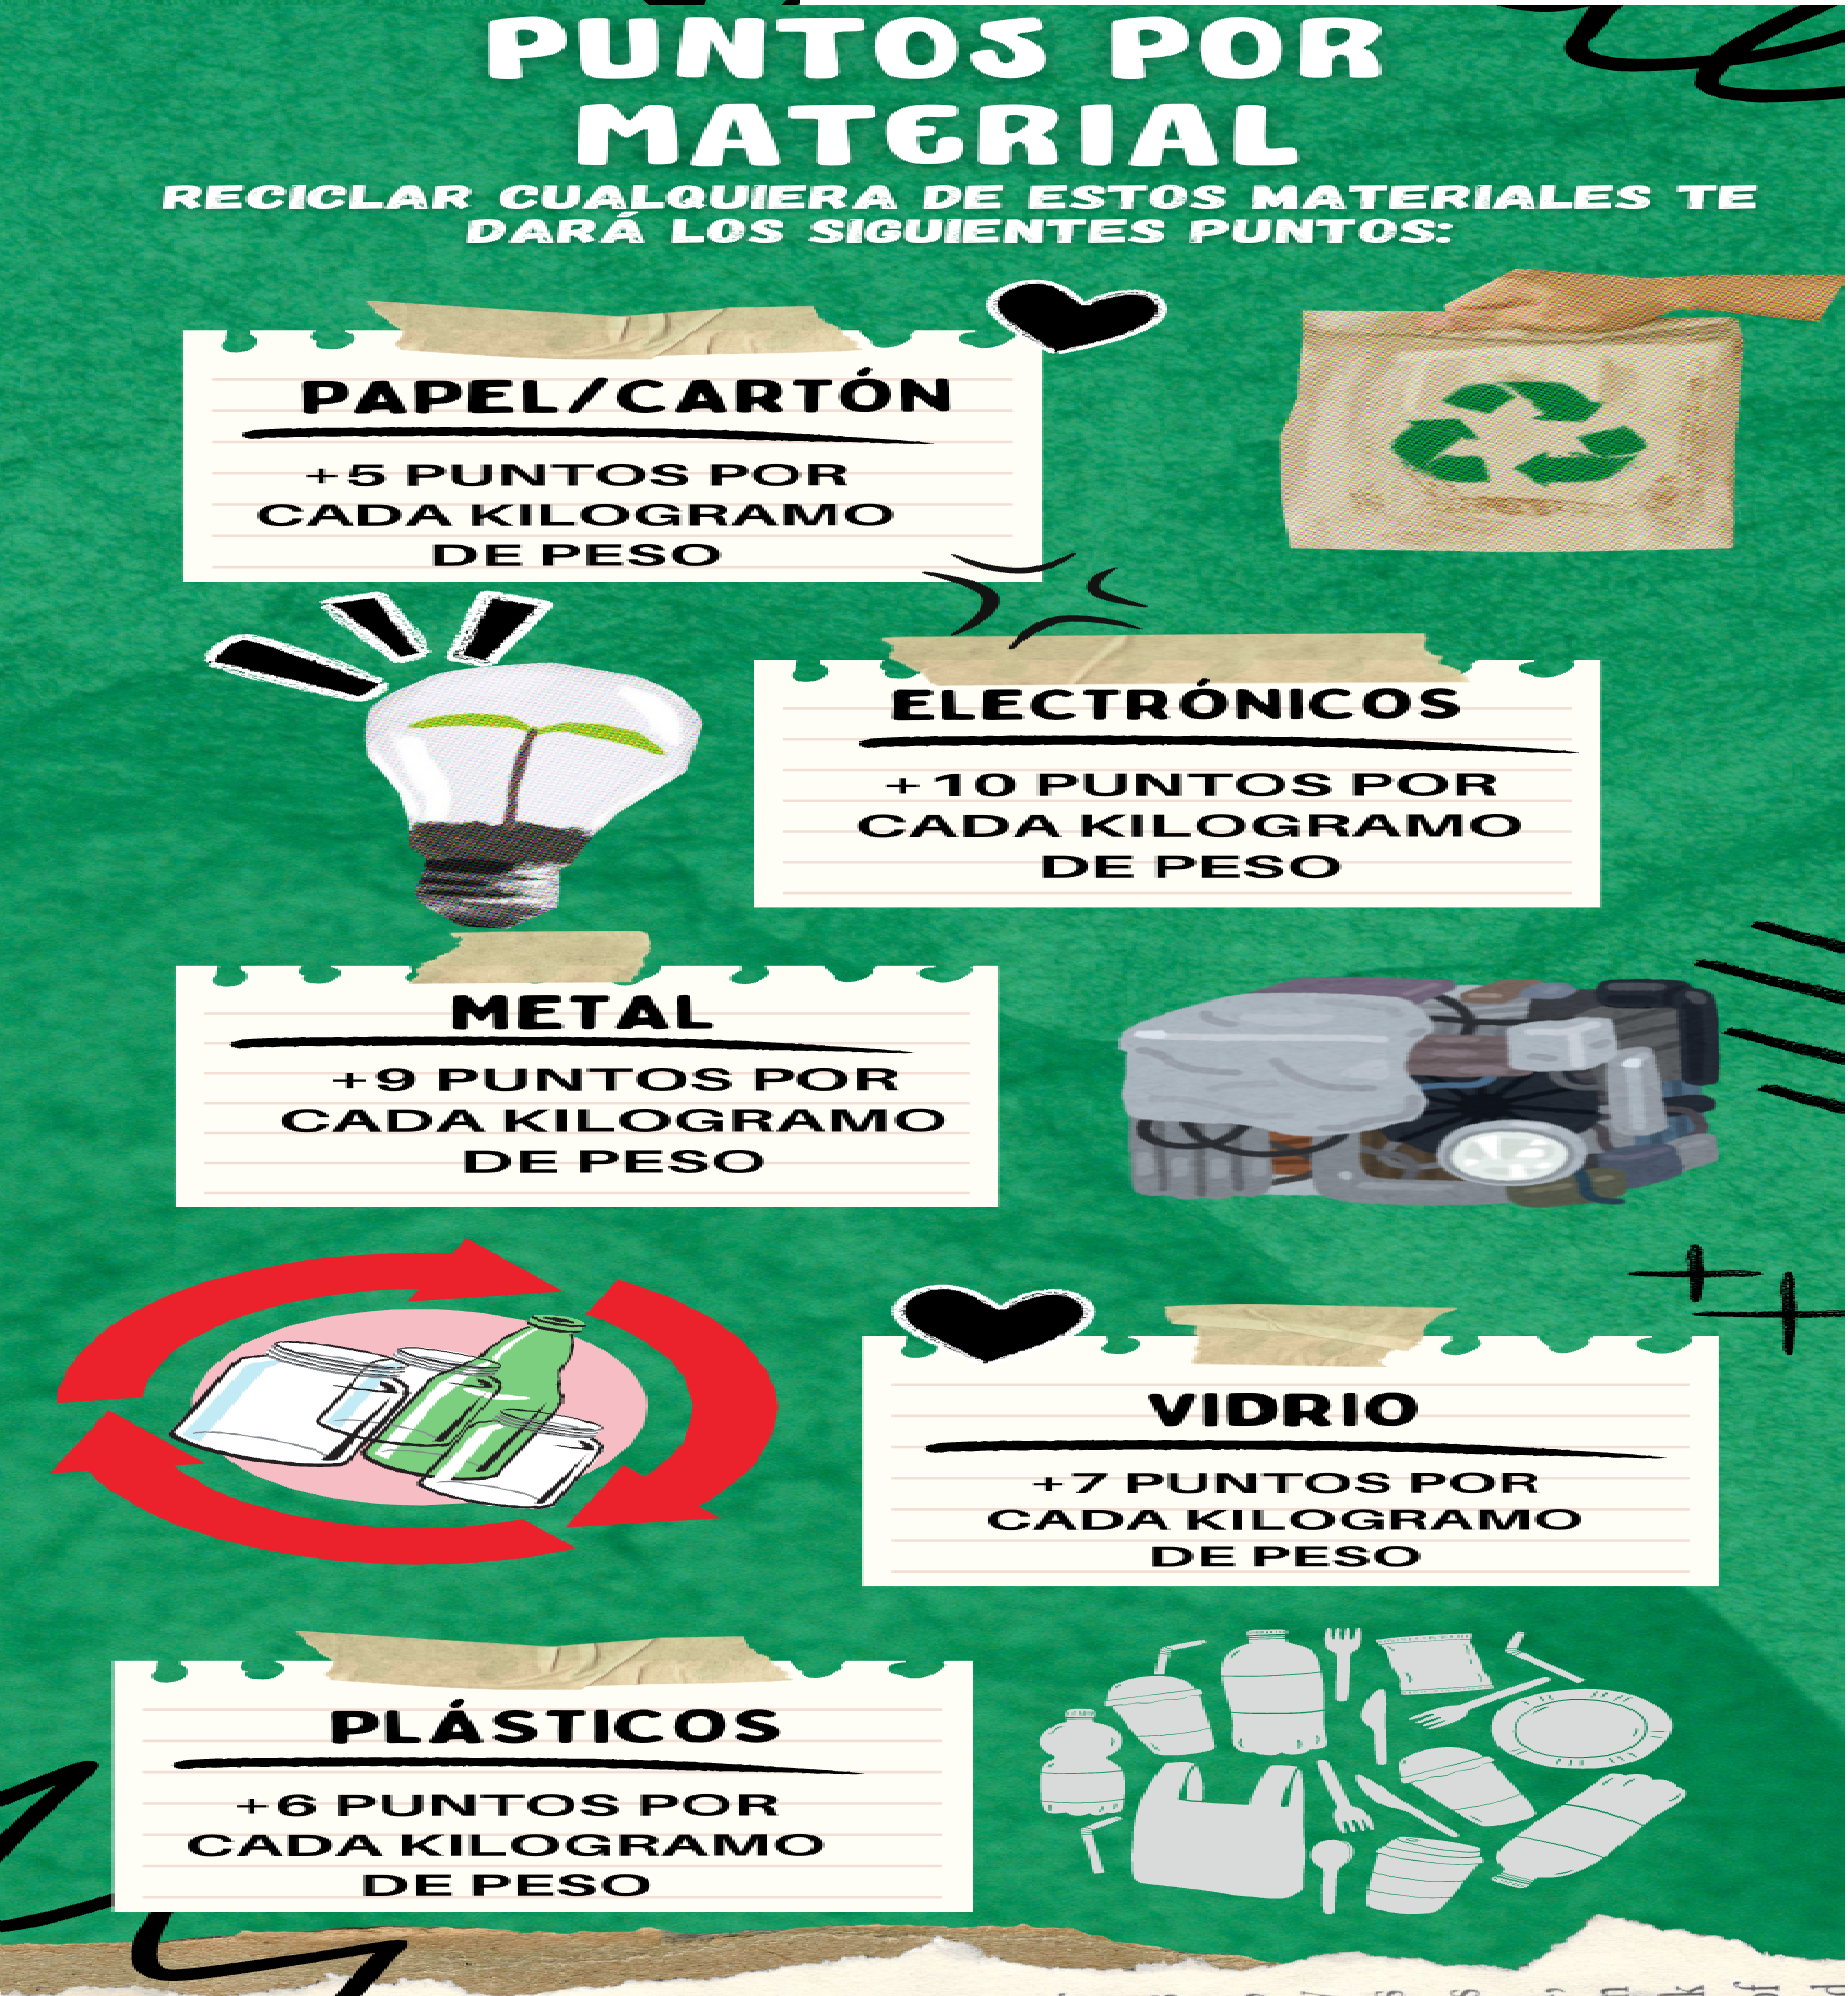 PUNTOS POR
MATERIAL
RECICLAR CUALQUIERA DE ESTOS MATERIALES TE
DARÁ LOS SIGUIENTES PUNTOS:
PAPEL/CARTÓN
+5 PUNTOS POR
CADA KILOGRAMO
DE PESO
ELECTRÓNICOS
+10 PUNTOS POR
CADA KILOGRAMO
DE PESO
METAL
+9 PUNTOS POR
CADA KILOGRAMO
DE PESO
VIDRIO
+7 PUNTOS POR
CADA KILOGRAMO
DE PESO
PLÁSTICOS
+6 PUNTOS POR
CADA KILOGRAMO
DE PESO